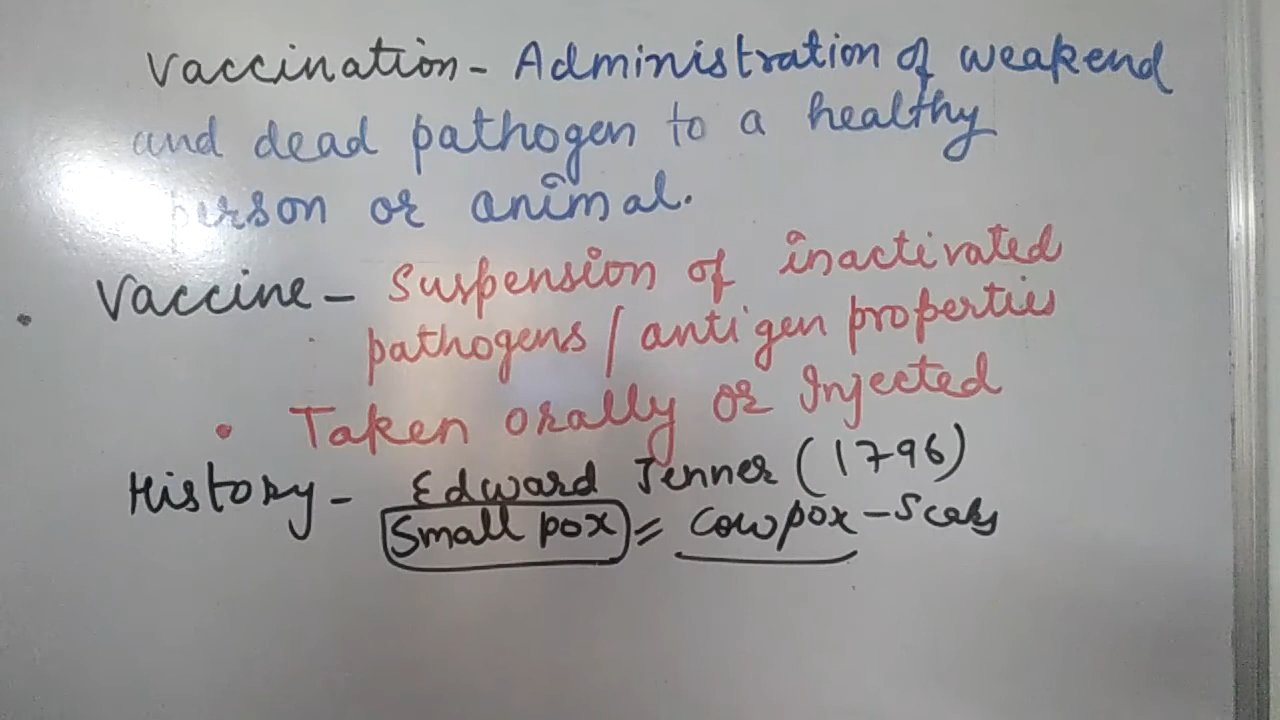 Vaccination - Administration of weakend
and dead pathogen to a healthy
person or animal.
Vaccine - Suspension of inactivated
pathogens / antigen properties
• Taken orally or Injected
History - Edward Jenner (1796)
Small pox = Cowpox - Scabs